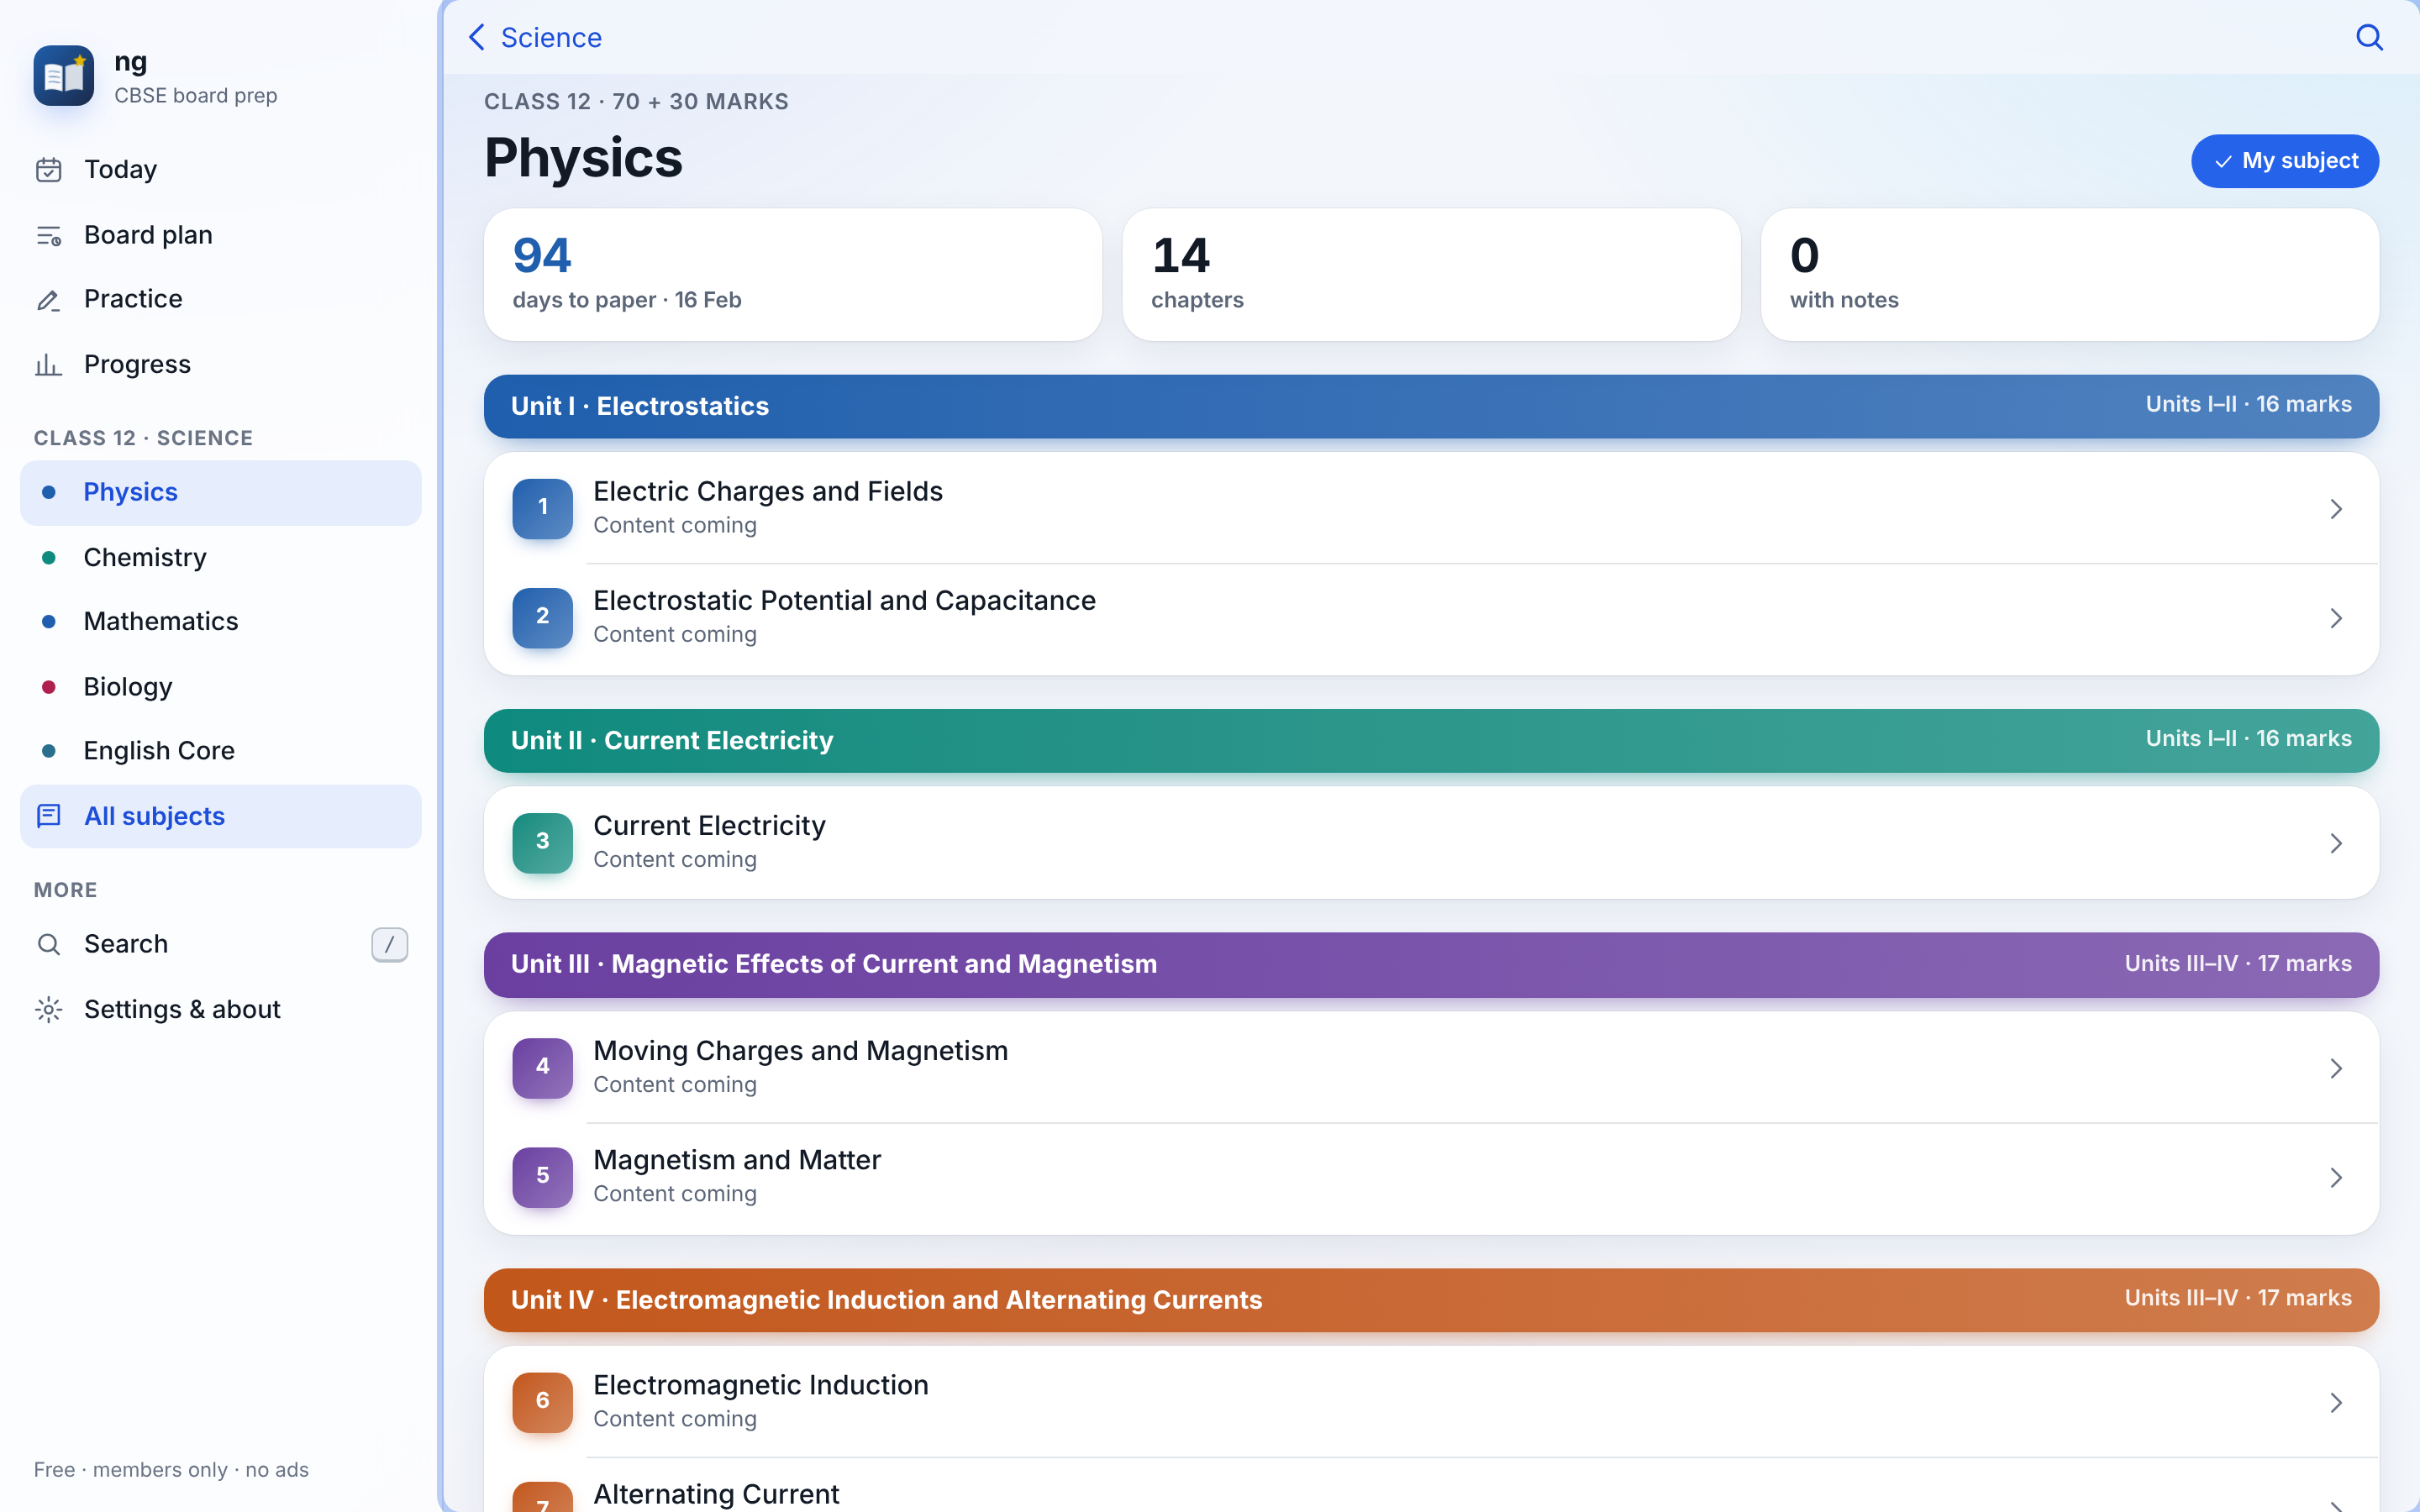 ng
CBSE board prep
Today
Board plan
Practice
Progress
CLASS 12 · SCIENCE
Physics
Chemistry
Mathematics
Biology
English Core
All subjects
MORE
Search /
Settings & about
Free · members only · no ads
Science
CLASS 12 · 70 + 30 MARKS
Physics
My subject
94
days to paper · 16 Feb
14
chapters
0
with notes
Unit I · Electrostatics Units I–II · 16 marks
1 Electric Charges and Fields
Content coming
2 Electrostatic Potential and Capacitance
Content coming
Unit II · Current Electricity Units I–II · 16 marks
3 Current Electricity
Content coming
Unit III · Magnetic Effects of Current and Magnetism Units III–IV · 17 marks
4 Moving Charges and Magnetism
Content coming
5 Magnetism and Matter
Content coming
Unit IV · Electromagnetic Induction and Alternating Currents Units III–IV · 17 marks
6 Electromagnetic Induction
Content coming
7 Alternating Current